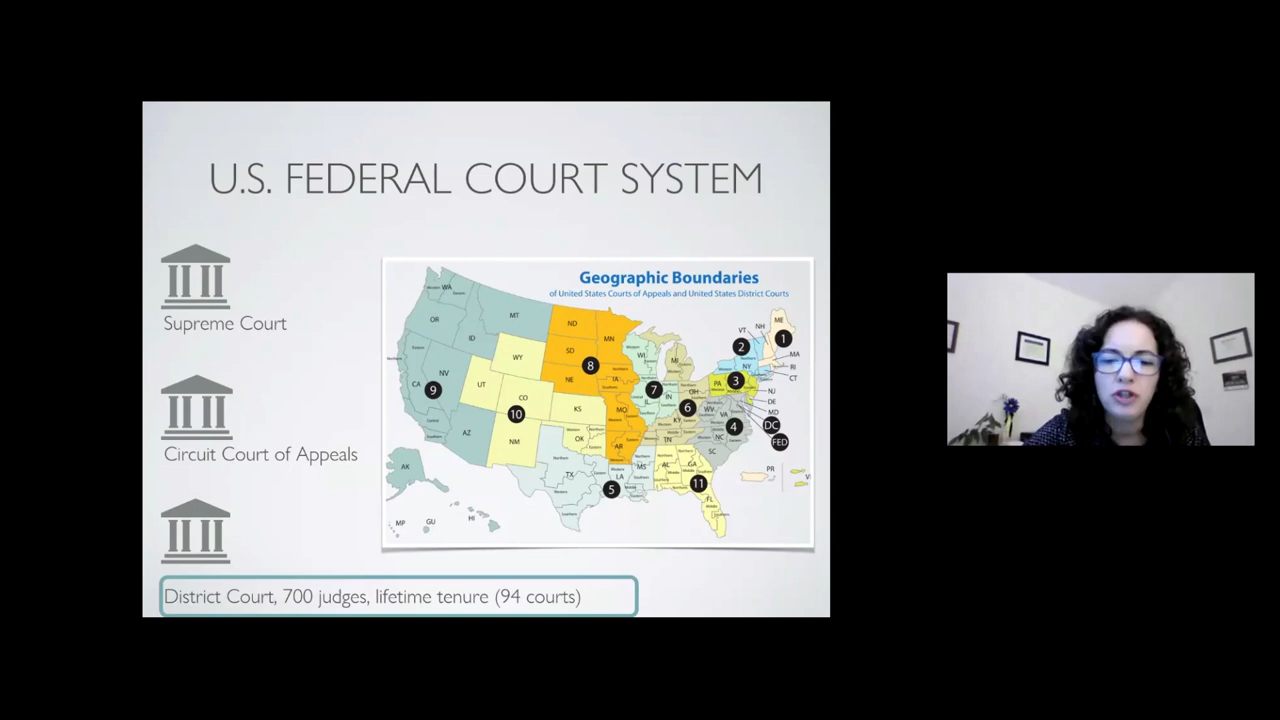 U.S. FEDERAL COURT SYSTEM
Supreme Court
Circuit Court of Appeals
District Court, 700 judges, lifetime tenure (94 courts)
Geographic Boundaries
of United States Courts of Appeals and United States District Courts
WA
OR
MT
ID
ND
MN
SD
WY
NE
IA
NV
CA
UT
CO
KS
MO
AZ
NM
OK
AR
TX
LA
MS
AL
GA
FL
SC
NC
TN
KY
VA
WV
OH
IN
IL
MI
WI
PA
NY
VT
NH
ME
MA
RI
CT
NJ
DE
MD
DC
FED
AK
HI
MP
GU
PR
1
2
3
4
5
6
7
8
9
10
11